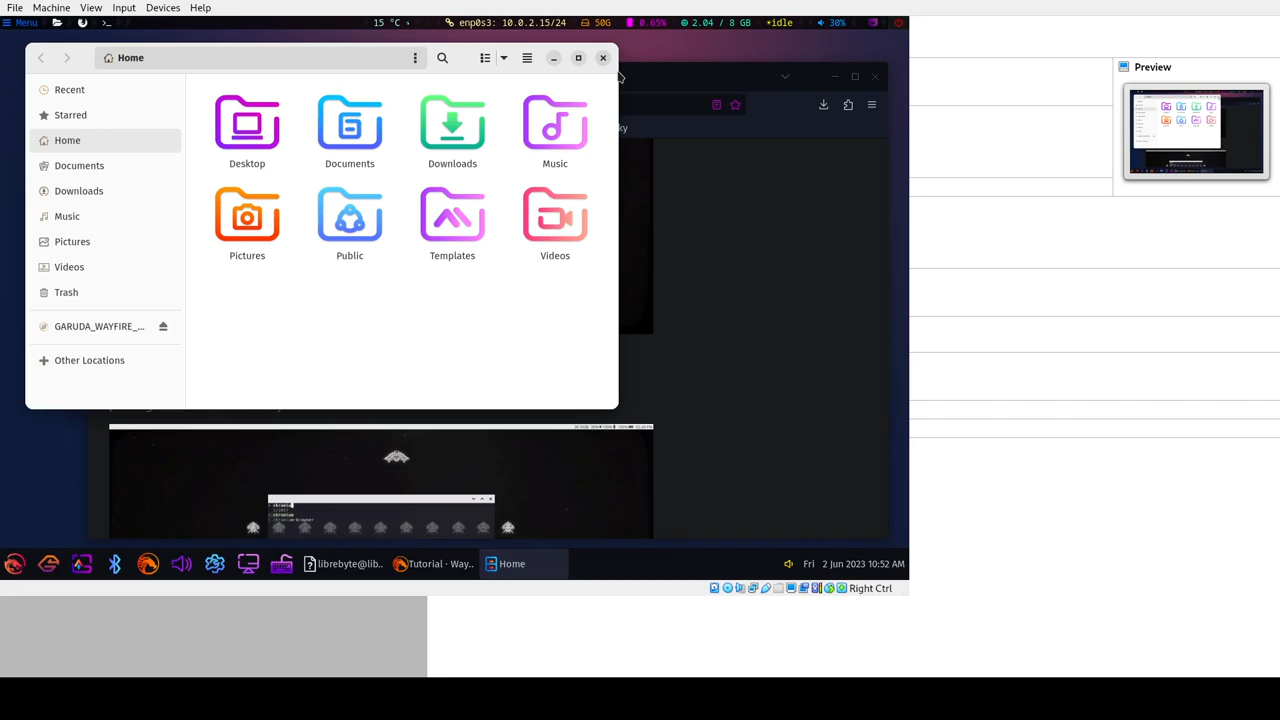 File Machine View Input Devices Help
Menu >_ 15 °C enp0s3: 10.0.2.15/24 50G 0.65% 2.04 / 8 GB idle 30%
Home
Preview
Recent
Starred
Home
Documents
Downloads
Music
Pictures
Videos
Trash
GARUDA_WAYFIRE_...
Other Locations
Desktop Documents Downloads Music
Pictures Public Templates Videos
ky
librebyte@lib.. Tutorial · Way.. Home Fri 2 Jun 2023 10:52 AM
Right Ctrl